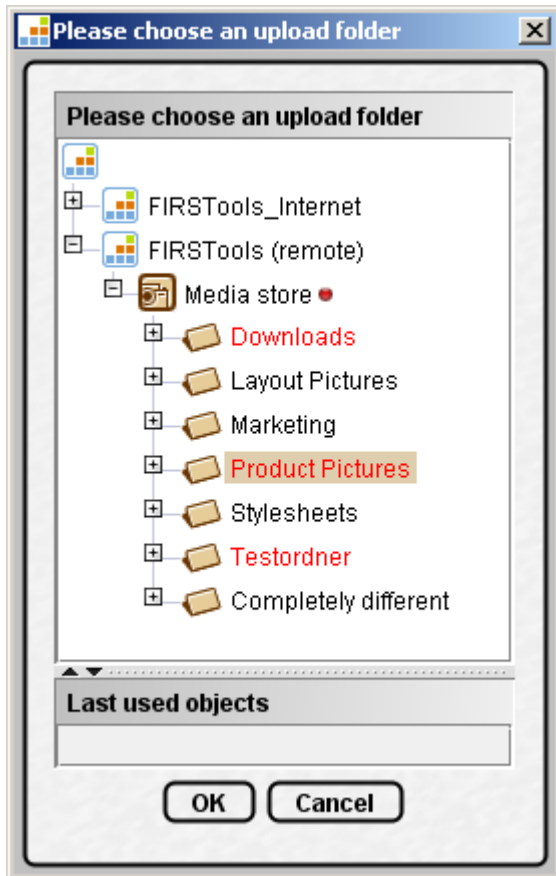 Please choose an upload folder
Please choose an upload folder
FIRSTools_Internet
FIRSTools (remote)
Media store
Downloads
Layout Pictures
Marketing
Product Pictures
Stylesheets
Testordner
Completely different
Last used objects
OK Cancel